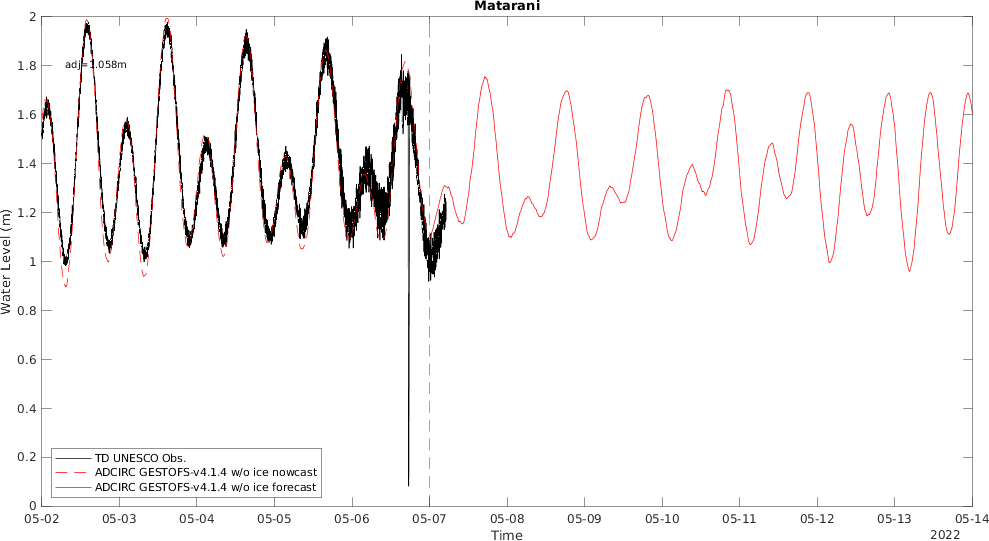 Matarani
2
1.8
1.6
1.4
1.2
1
0.8
0.6
0.4
0.2
0
Water Level (m)
adj=1.058m
TD UNESCO Obs.
ADCIRC GESTOFS-v4.1.4 w/o ice nowcast
ADCIRC GESTOFS-v4.1.4 w/o ice forecast
05-02 05-03 05-04 05-05 05-06 05-07 05-08 05-09 05-10 05-11 05-12 05-13 05-14
Time
2022